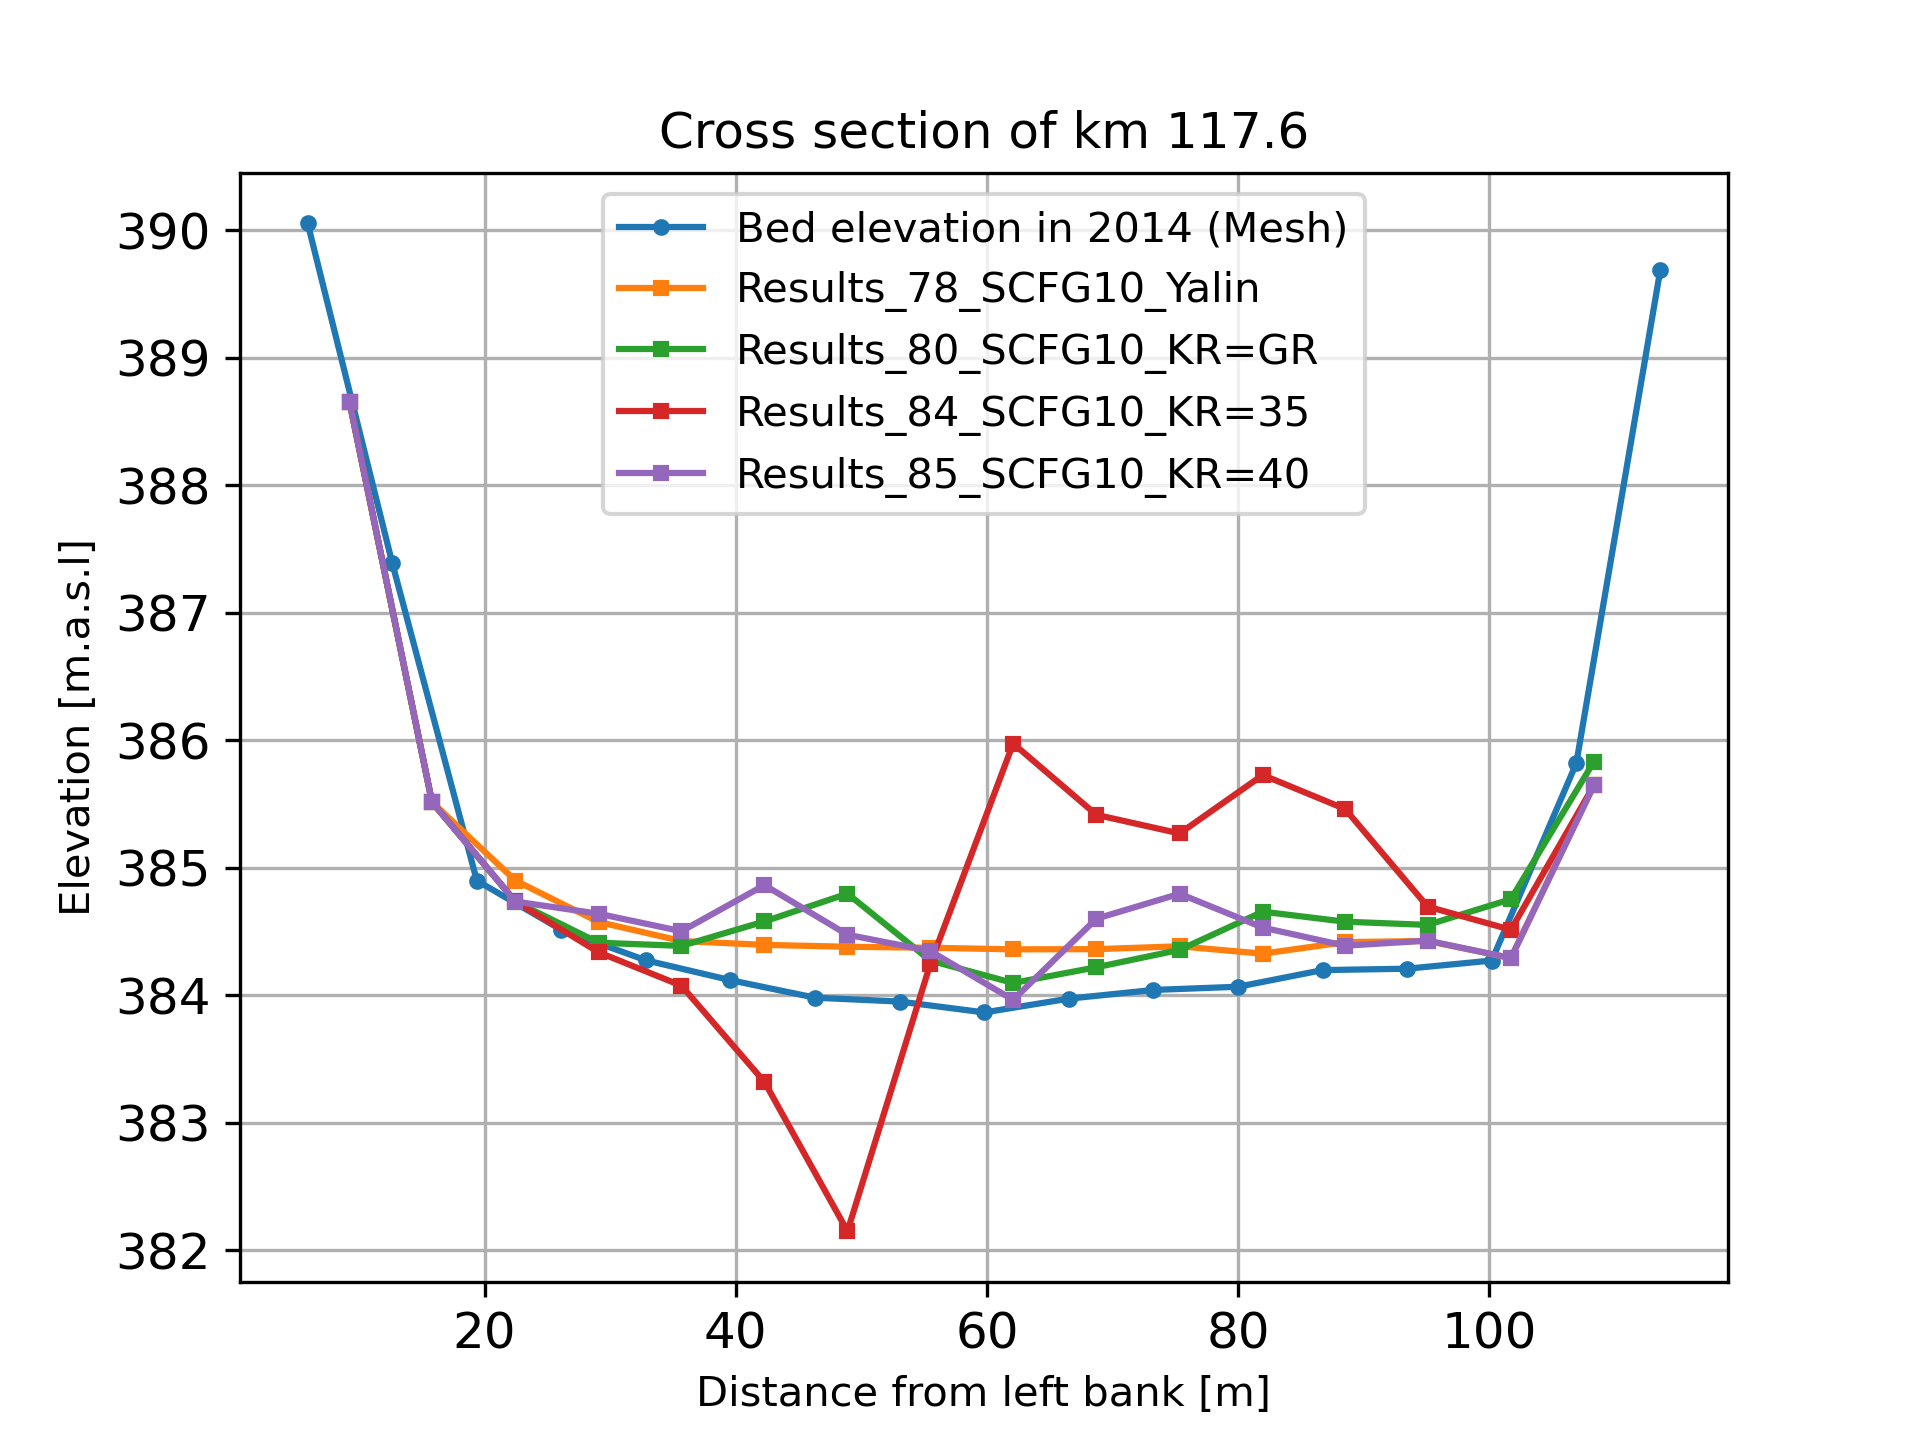 Cross section of km 117.6
Bed elevation in 2014 (Mesh)
Results_78_SCFG10_Yalin
Results_80_SCFG10_KR=GR
Results_84_SCFG10_KR=35
Results_85_SCFG10_KR=40
390
389
388
387
386
385
384
383
382
Elevation [m.a.s.l]
20 40 60 80 100
Distance from left bank [m]